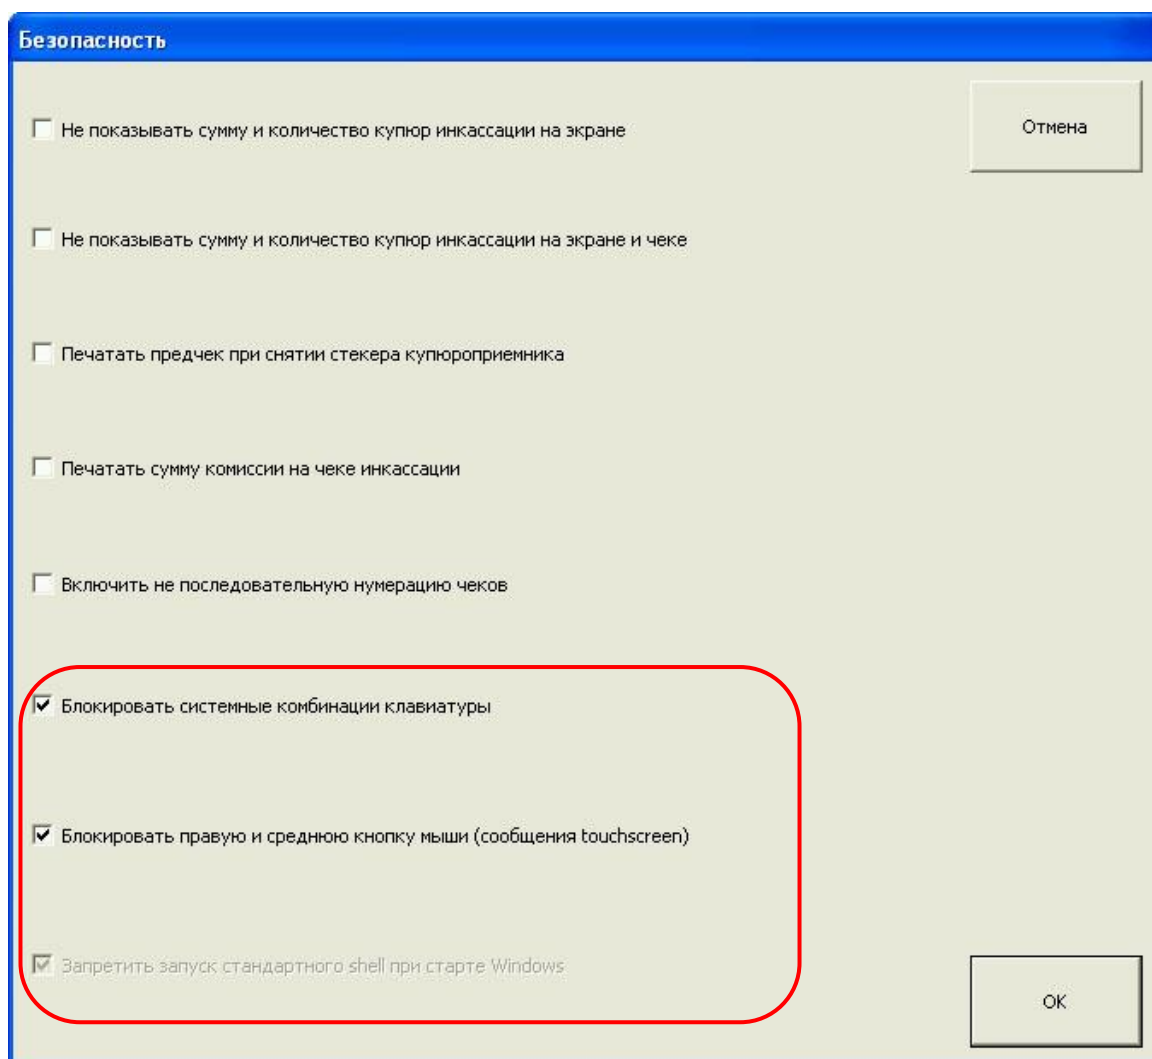 Безопасность
Не показывать сумму и количество купюр инкассации на экране
Отмена
Не показывать сумму и количество купюр инкассации на экране и чеке
Печатать предчек при снятии стекера купюроприемника
Печатать сумму комиссии на чеке инкассации
Включить не последовательную нумерацию чеков
Блокировать системные комбинации клавиатуры
Блокировать правую и среднюю кнопку мыши (сообщения touchscreen)
Запретить запуск стандартного shell при старте Windows
OK